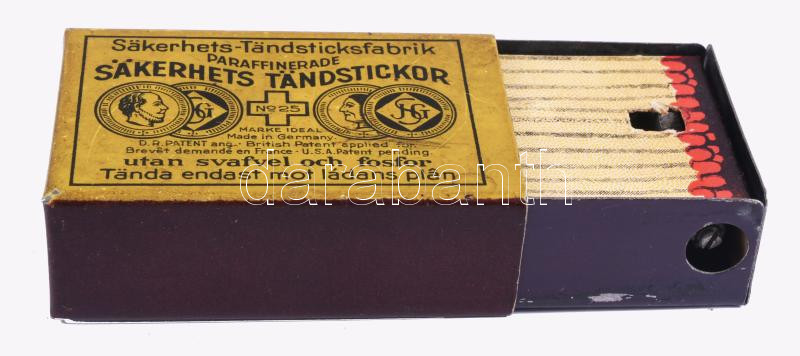 Säkerhets-Tändsticksfabrik
PARAFFINERADE
SÄKERHETS TÄNDSTICKOR
No 25
MARKE IDEAL
Made in Germany
D.R. PATENT ang. - British Patent applied for
Brevet demandé en France - U.S.A. Patent pending.
utan svafvel och fosfor
Tända endast mot lådans plån
darabanth